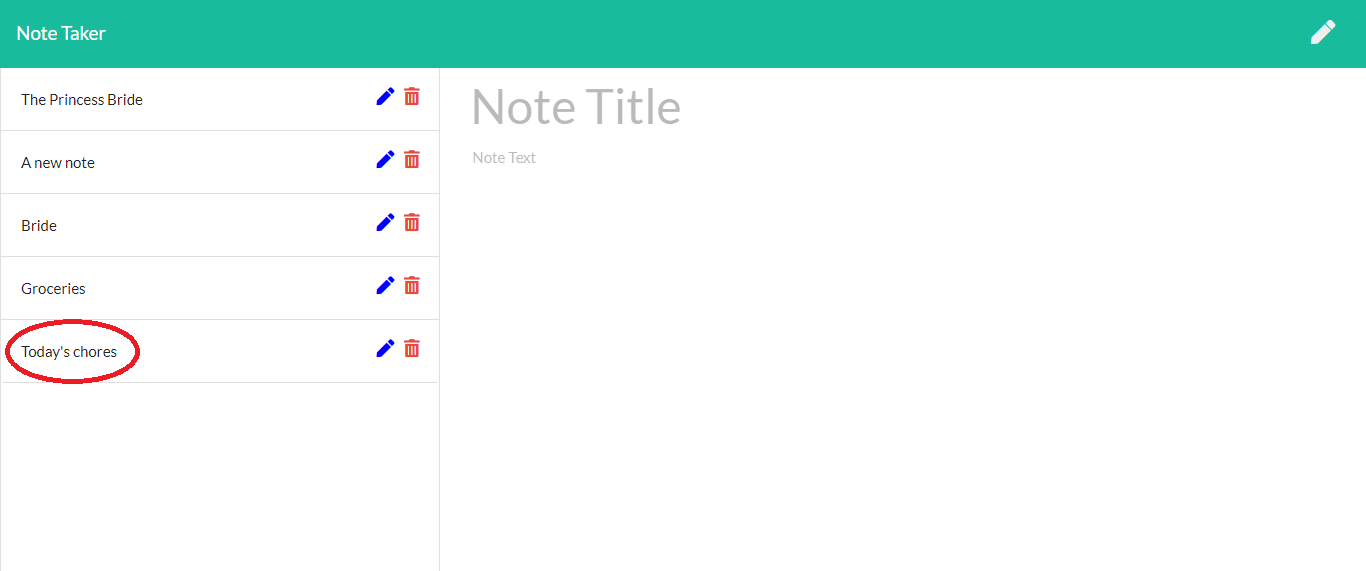 Note Taker
The Princess Bride
A new note
Bride
Groceries
Today's chores
Note Title
Note Text